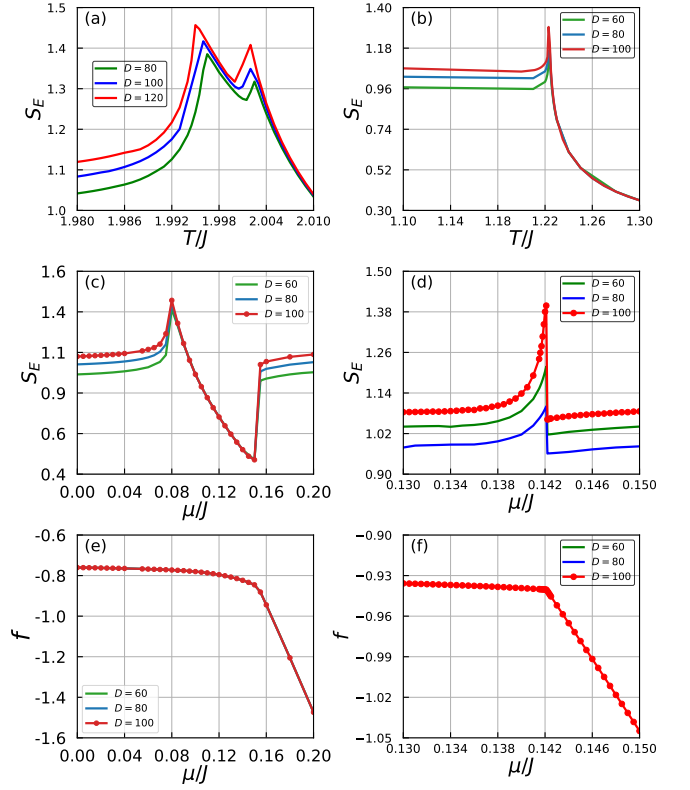 (a)
S_E
1.5
1.4
1.3
1.2
1.1
1.0
D = 80
D = 100
D = 120
1.980 1.986 1.992 1.998 2.004 2.010
T/J
(b)
S_E
1.40
1.18
0.96
0.74
0.52
0.30
D = 60
D = 80
D = 100
1.10 1.14 1.18 1.22 1.26 1.30
T/J
(c)
S_E
1.6
1.4
1.1
0.9
0.6
0.4
D = 60
D = 80
D = 100
0.00 0.04 0.08 0.12 0.16 0.20
μ/J
(d)
S_E
1.50
1.38
1.26
1.14
1.02
0.90
D = 60
D = 80
D = 100
0.130 0.134 0.138 0.142 0.146 0.150
μ/J
(e)
f
-0.6
-0.8
-1.0
-1.2
-1.4
-1.6
D = 60
D = 80
D = 100
0.00 0.04 0.08 0.12 0.16 0.20
μ/J
(f)
f
−0.90
−0.93
−0.96
−0.99
−1.02
−1.05
D = 60
D = 80
D = 100
0.130 0.134 0.138 0.142 0.146 0.150
μ/J